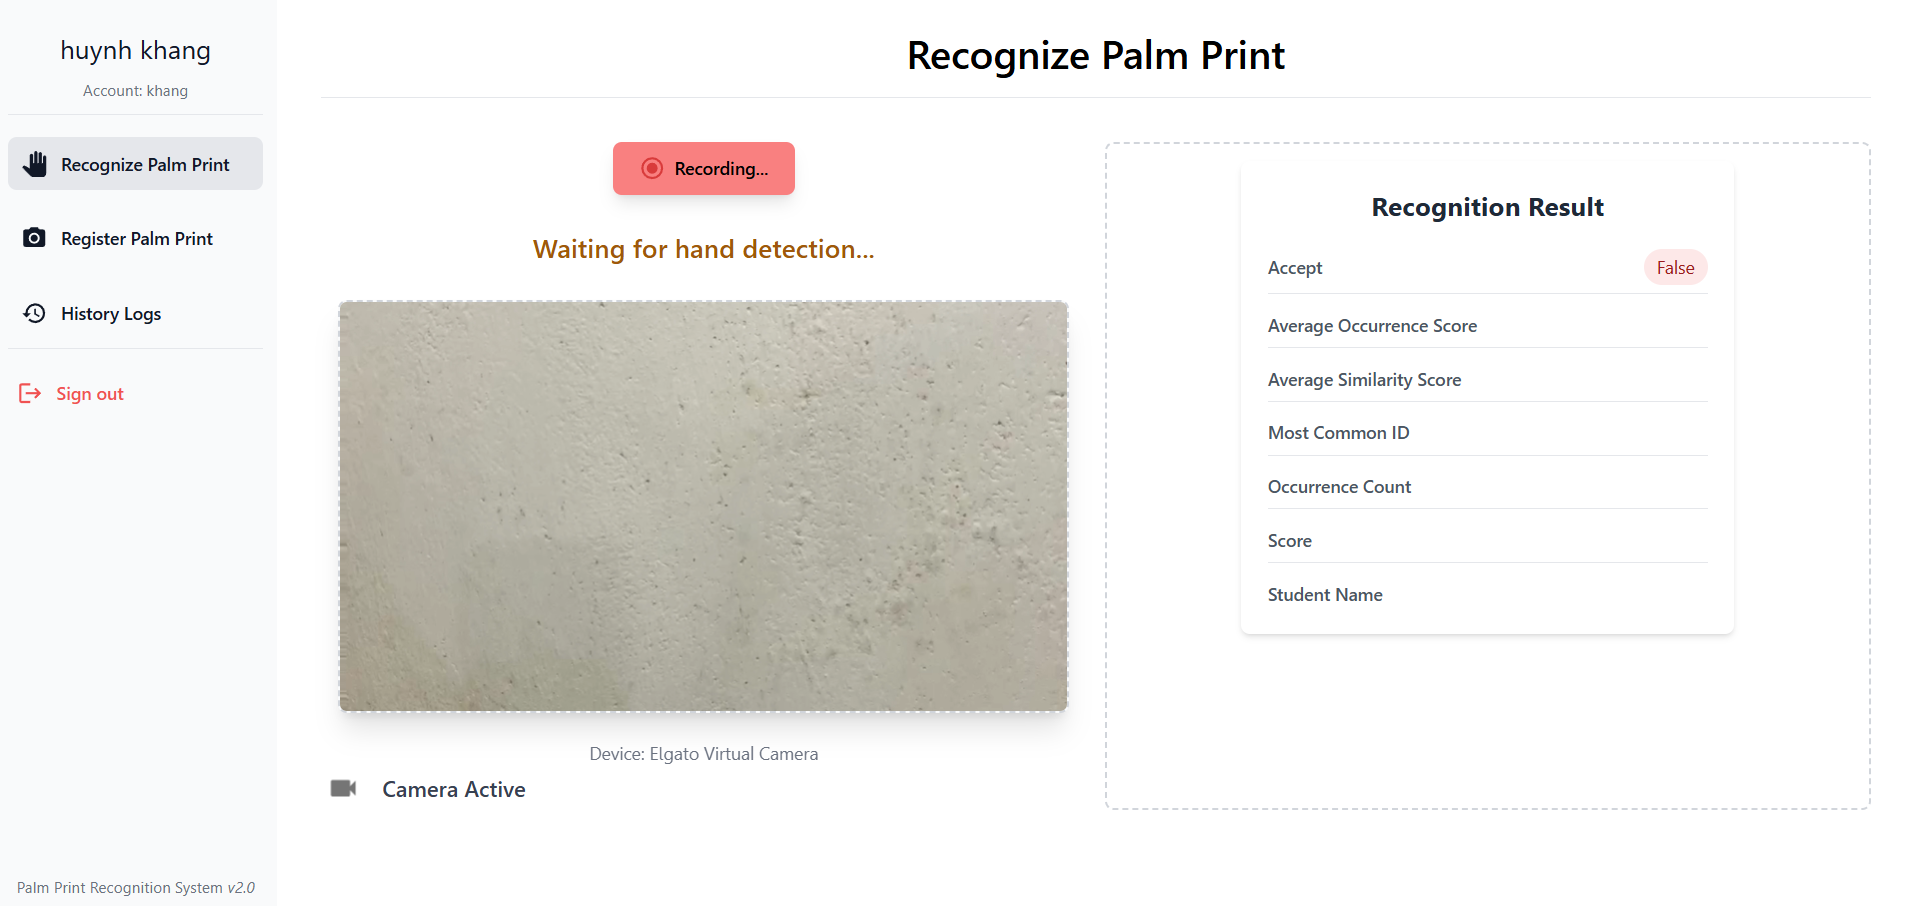 huynh khang
Account: khang
Recognize Palm Print
Register Palm Print
History Logs
Sign out
Palm Print Recognition System v2.0
Recognize Palm Print
Recording...
Waiting for hand detection...
Device: Elgato Virtual Camera
Camera Active
Recognition Result
Accept False
Average Occurrence Score
Average Similarity Score
Most Common ID
Occurrence Count
Score
Student Name